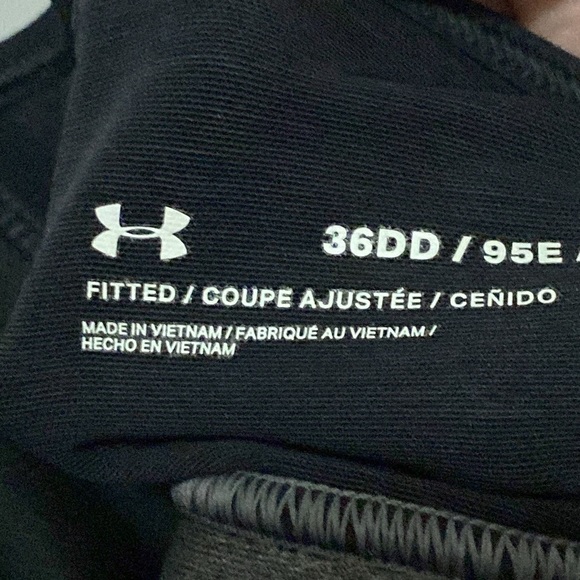 36DD / 95E /
FITTED / COUPE AJUSTÉE / CEÑIDO
MADE IN VIETNAM / FABRIQUÉ AU VIETNAM /
HECHO EN VIETNAM